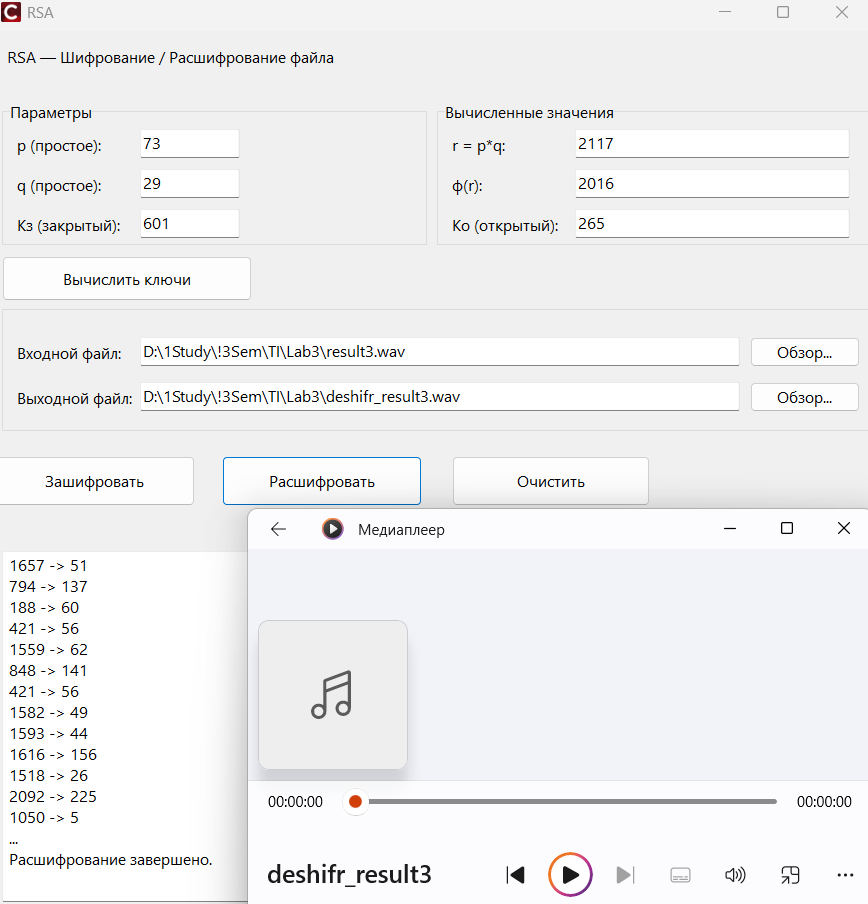 RSA
RSA — Шифрование / Расшифрование файла
Параметры
p (простое): 73
q (простое): 29
Кз (закрытый): 601
Вычисленные значения
r = p*q: 2117
ф(r): 2016
Ко (открытый): 265
Вычислить ключи
Входной файл: D:\1Study\!3Sem\TI\Lab3\result3.wav Обзор...
Выходной файл: D:\1Study\!3Sem\TI\Lab3\deshifr_result3.wav Обзор...
Зашифровать Расшифровать Очистить
1657 -> 51
794 -> 137
188 -> 60
421 -> 56
1559 -> 62
848 -> 141
421 -> 56
1582 -> 49
1593 -> 44
1616 -> 156
1518 -> 26
2092 -> 225
1050 -> 5
...
Расшифрование завершено.
Медиаплеер
00:00:00 00:00:00
deshifr_result3